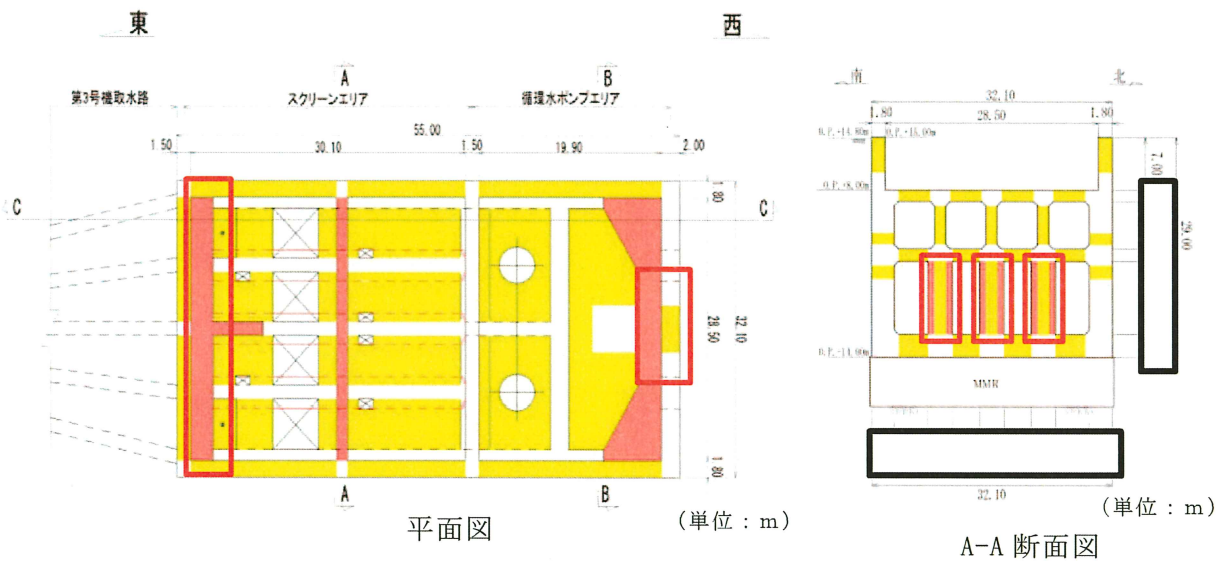 東
西
第3号機取水路
A
スクリーンエリア
B
循環水ポンプエリア
55.00
1.50
30.10
1.50
19.90
2.00
C
C
1.80
28.50
32.10
1.80
A
B
平面図
(単位：m)
南
北
32.10
1.80
28.50
1.80
O.P.+14.80m
O.P.+15.00m
7.00
O.P.+8.00m
29.00
O.P.-14.00m
MMR
32.10
(単位：m)
A-A 断面図